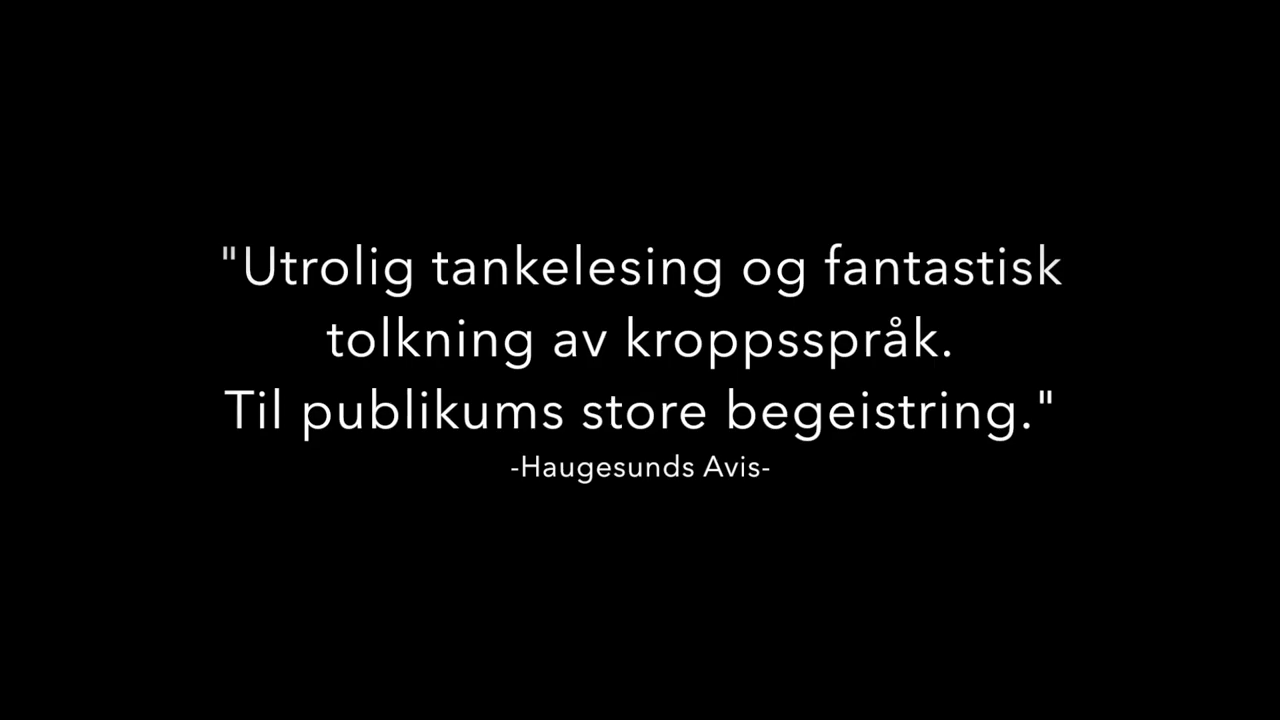 "Utrolig tankelesing og fantastisk
tolkning av kroppsspråk.
Til publikums store begeistring."
-Haugesunds Avis-